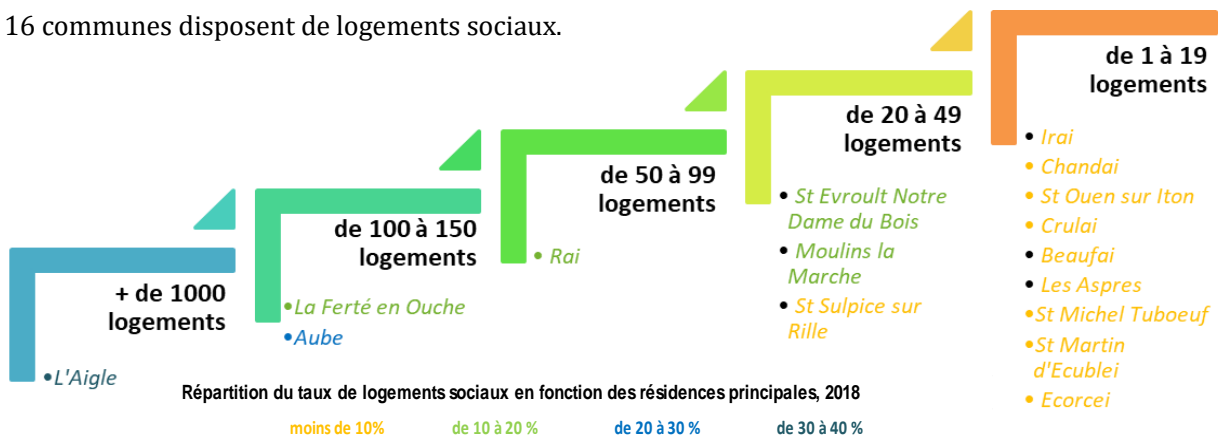 16 communes disposent de logements sociaux.
+ de 1000
logements
•L'Aigle
de 100 à 150
logements
•La Ferté en Ouche
•Aube
de 50 à 99
logements
• Rai
de 20 à 49
logements
• St Evroult Notre
Dame du Bois
• Moulins la
Marche
• St Sulpice sur
Rille
de 1 à 19
logements
• Irai
• Chandai
• St Ouen sur Iton
• Crulai
• Beaufai
• Les Aspres
•St Michel Tuboeuf
•St Martin
d'Ecublei
• Ecorcei
Répartition du taux de logements sociaux en fonction des résidences principales, 2018
moins de 10% de 10 à 20 % de 20 à 30 % de 30 à 40 %